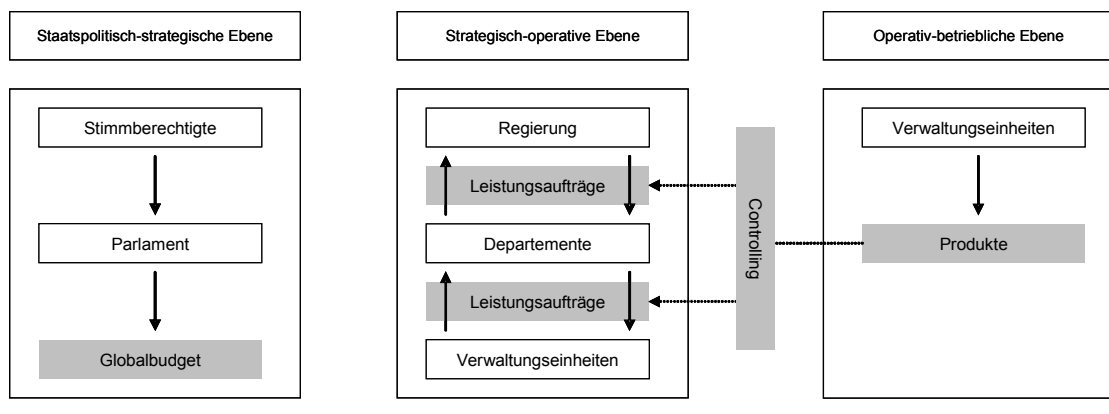 Staatspolitisch-strategische Ebene
Strategisch-operative Ebene
Operativ-betriebliche Ebene
Stimmberechtigte
Parlament
Globalbudget
Regierung
Leistungsaufträge
Departemente
Leistungsaufträge
Verwaltungseinheiten
Controlling
Verwaltungseinheiten
Produkte